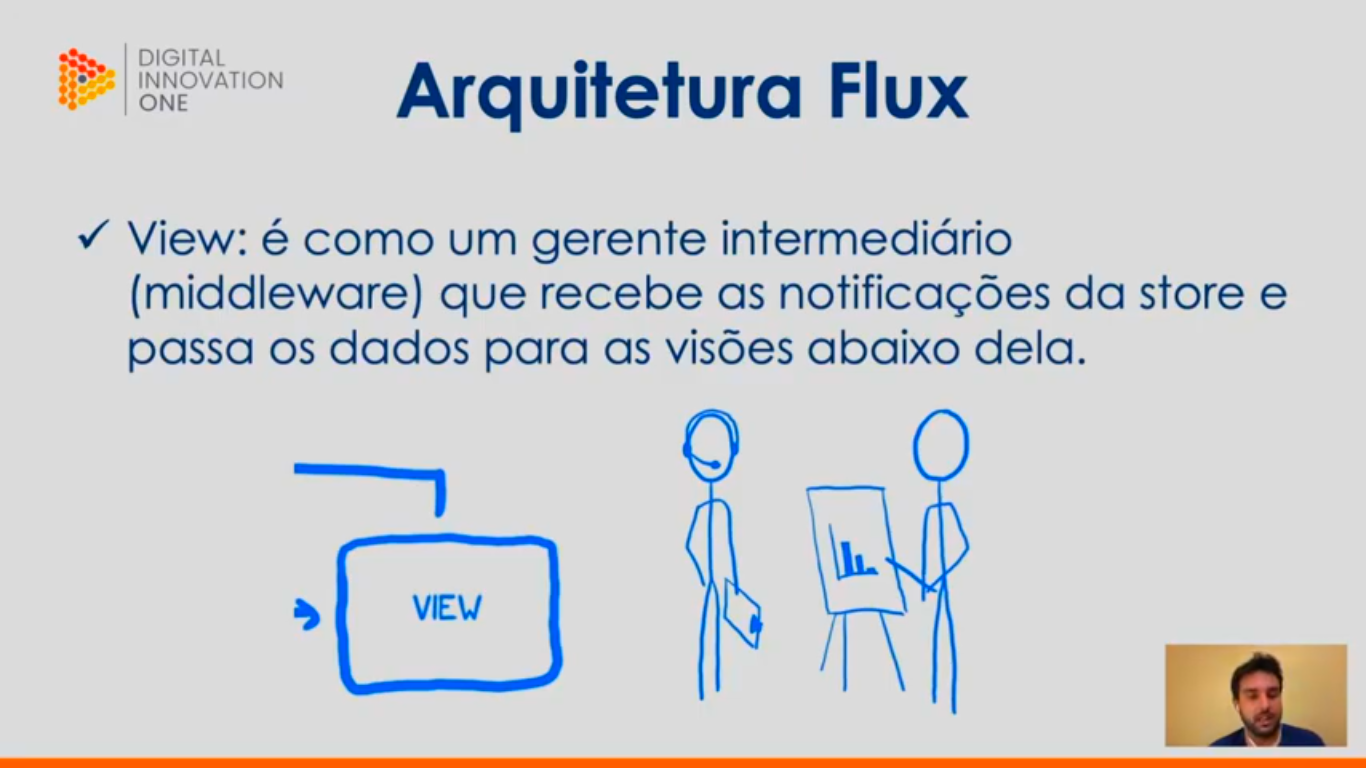 DIGITAL
INNOVATION
ONE
Arquitetura Flux
✓ View: é como um gerente intermediário
(middleware) que recebe as notificações da store e
passa os dados para as visões abaixo dela.
VIEW